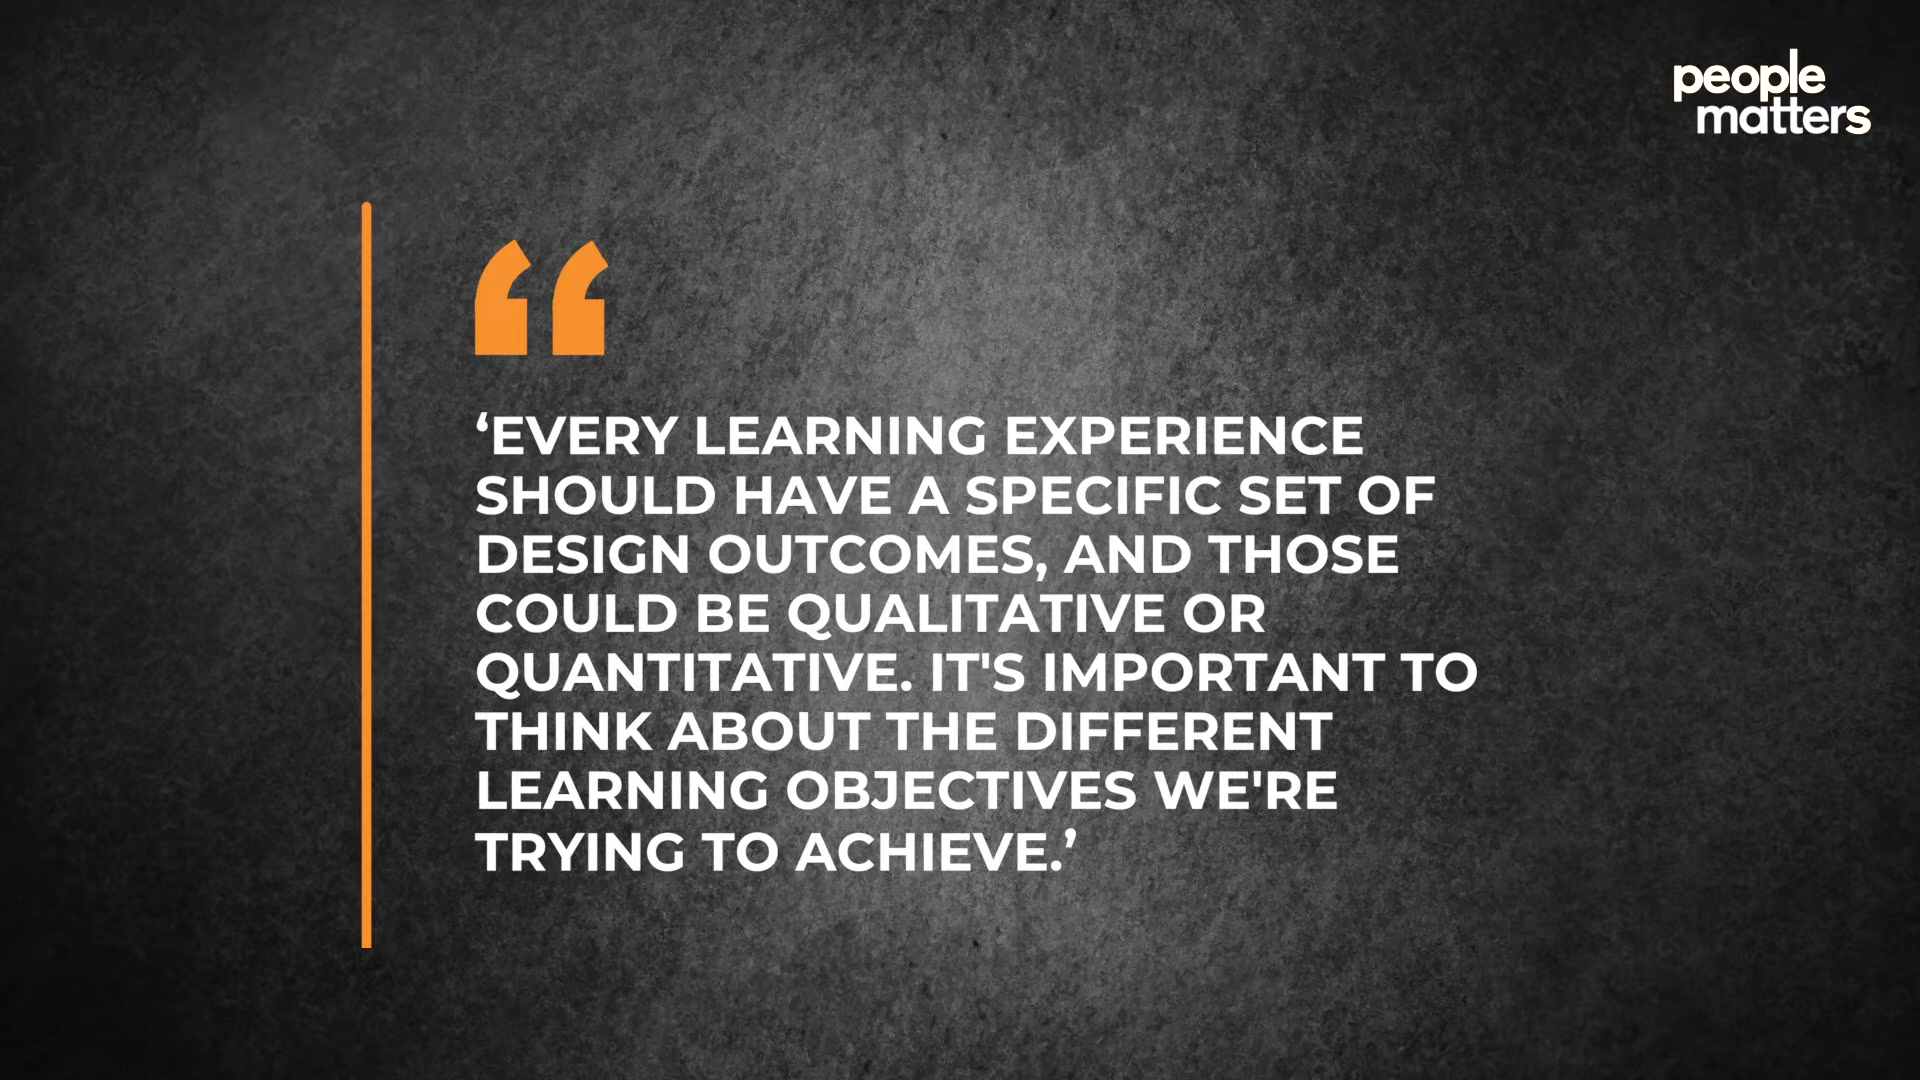 people
matters
‘EVERY LEARNING EXPERIENCE
SHOULD HAVE A SPECIFIC SET OF
DESIGN OUTCOMES, AND THOSE
COULD BE QUALITATIVE OR
QUANTITATIVE. IT'S IMPORTANT TO
THINK ABOUT THE DIFFERENT
LEARNING OBJECTIVES WE'RE
TRYING TO ACHIEVE.’